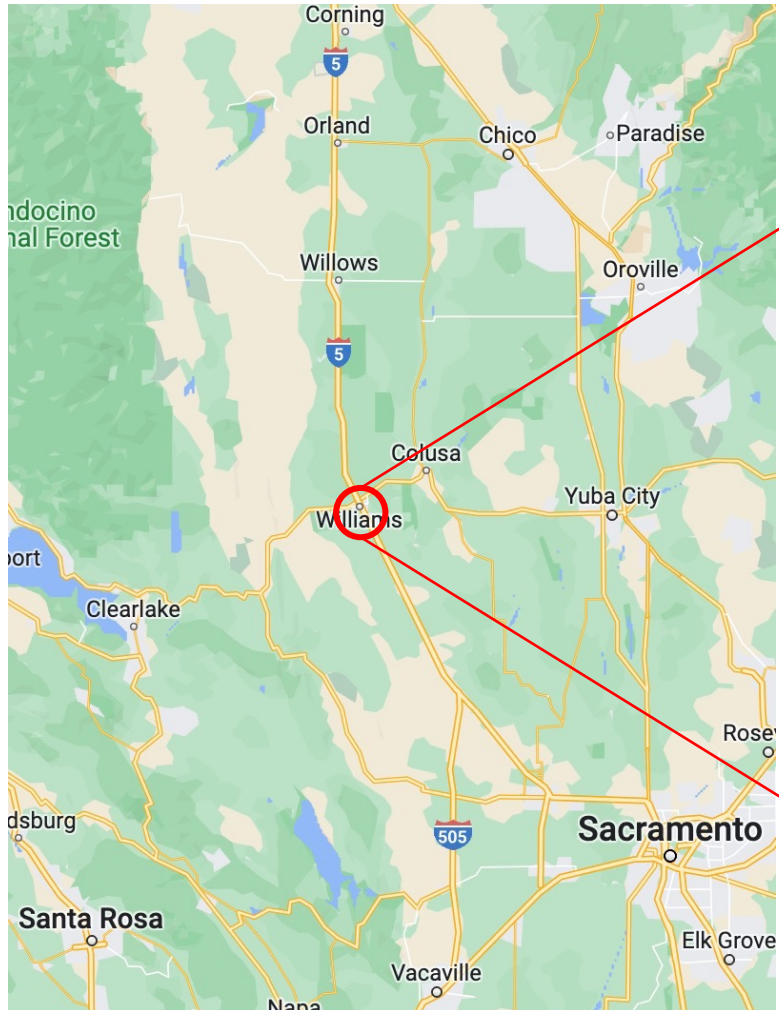 Corning
5
Orland
Chico
Paradise
ndocino
nal Forest
Willows
Oroville
5
Colusa
Yuba City
Williams
port
Clearlake
Rosev
dsburg
505
Sacramento
Santa Rosa
Elk Grove
Vacaville
Napa